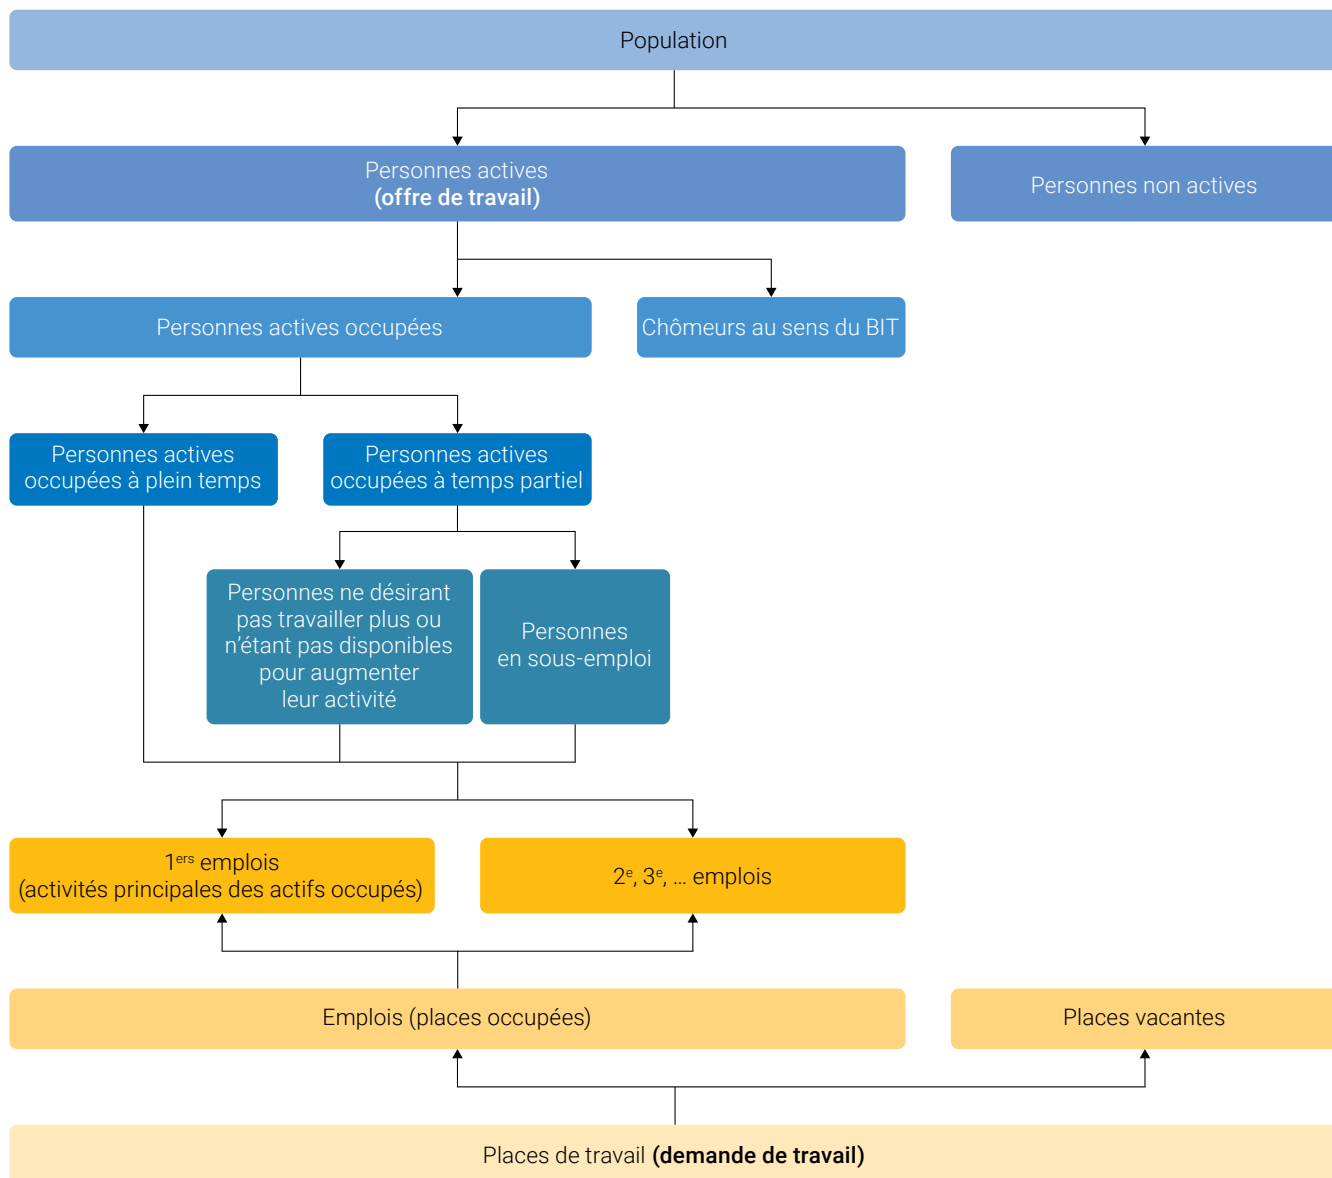 Population
Personnes actives
(offre de travail)
Personnes non actives
Personnes actives occupées
Chômeurs au sens du BIT
Personnes actives
occupées à plein temps
Personnes actives
occupées à temps partiel
Personnes ne désirant
pas travailler plus ou
n’étant pas disponibles
pour augmenter
leur activité
Personnes
en sous-emploi
1ers emplois
(activités principales des actifs occupés)
2e, 3e, ... emplois
Emplois (places occupées)
Places vacantes
Places de travail (demande de travail)